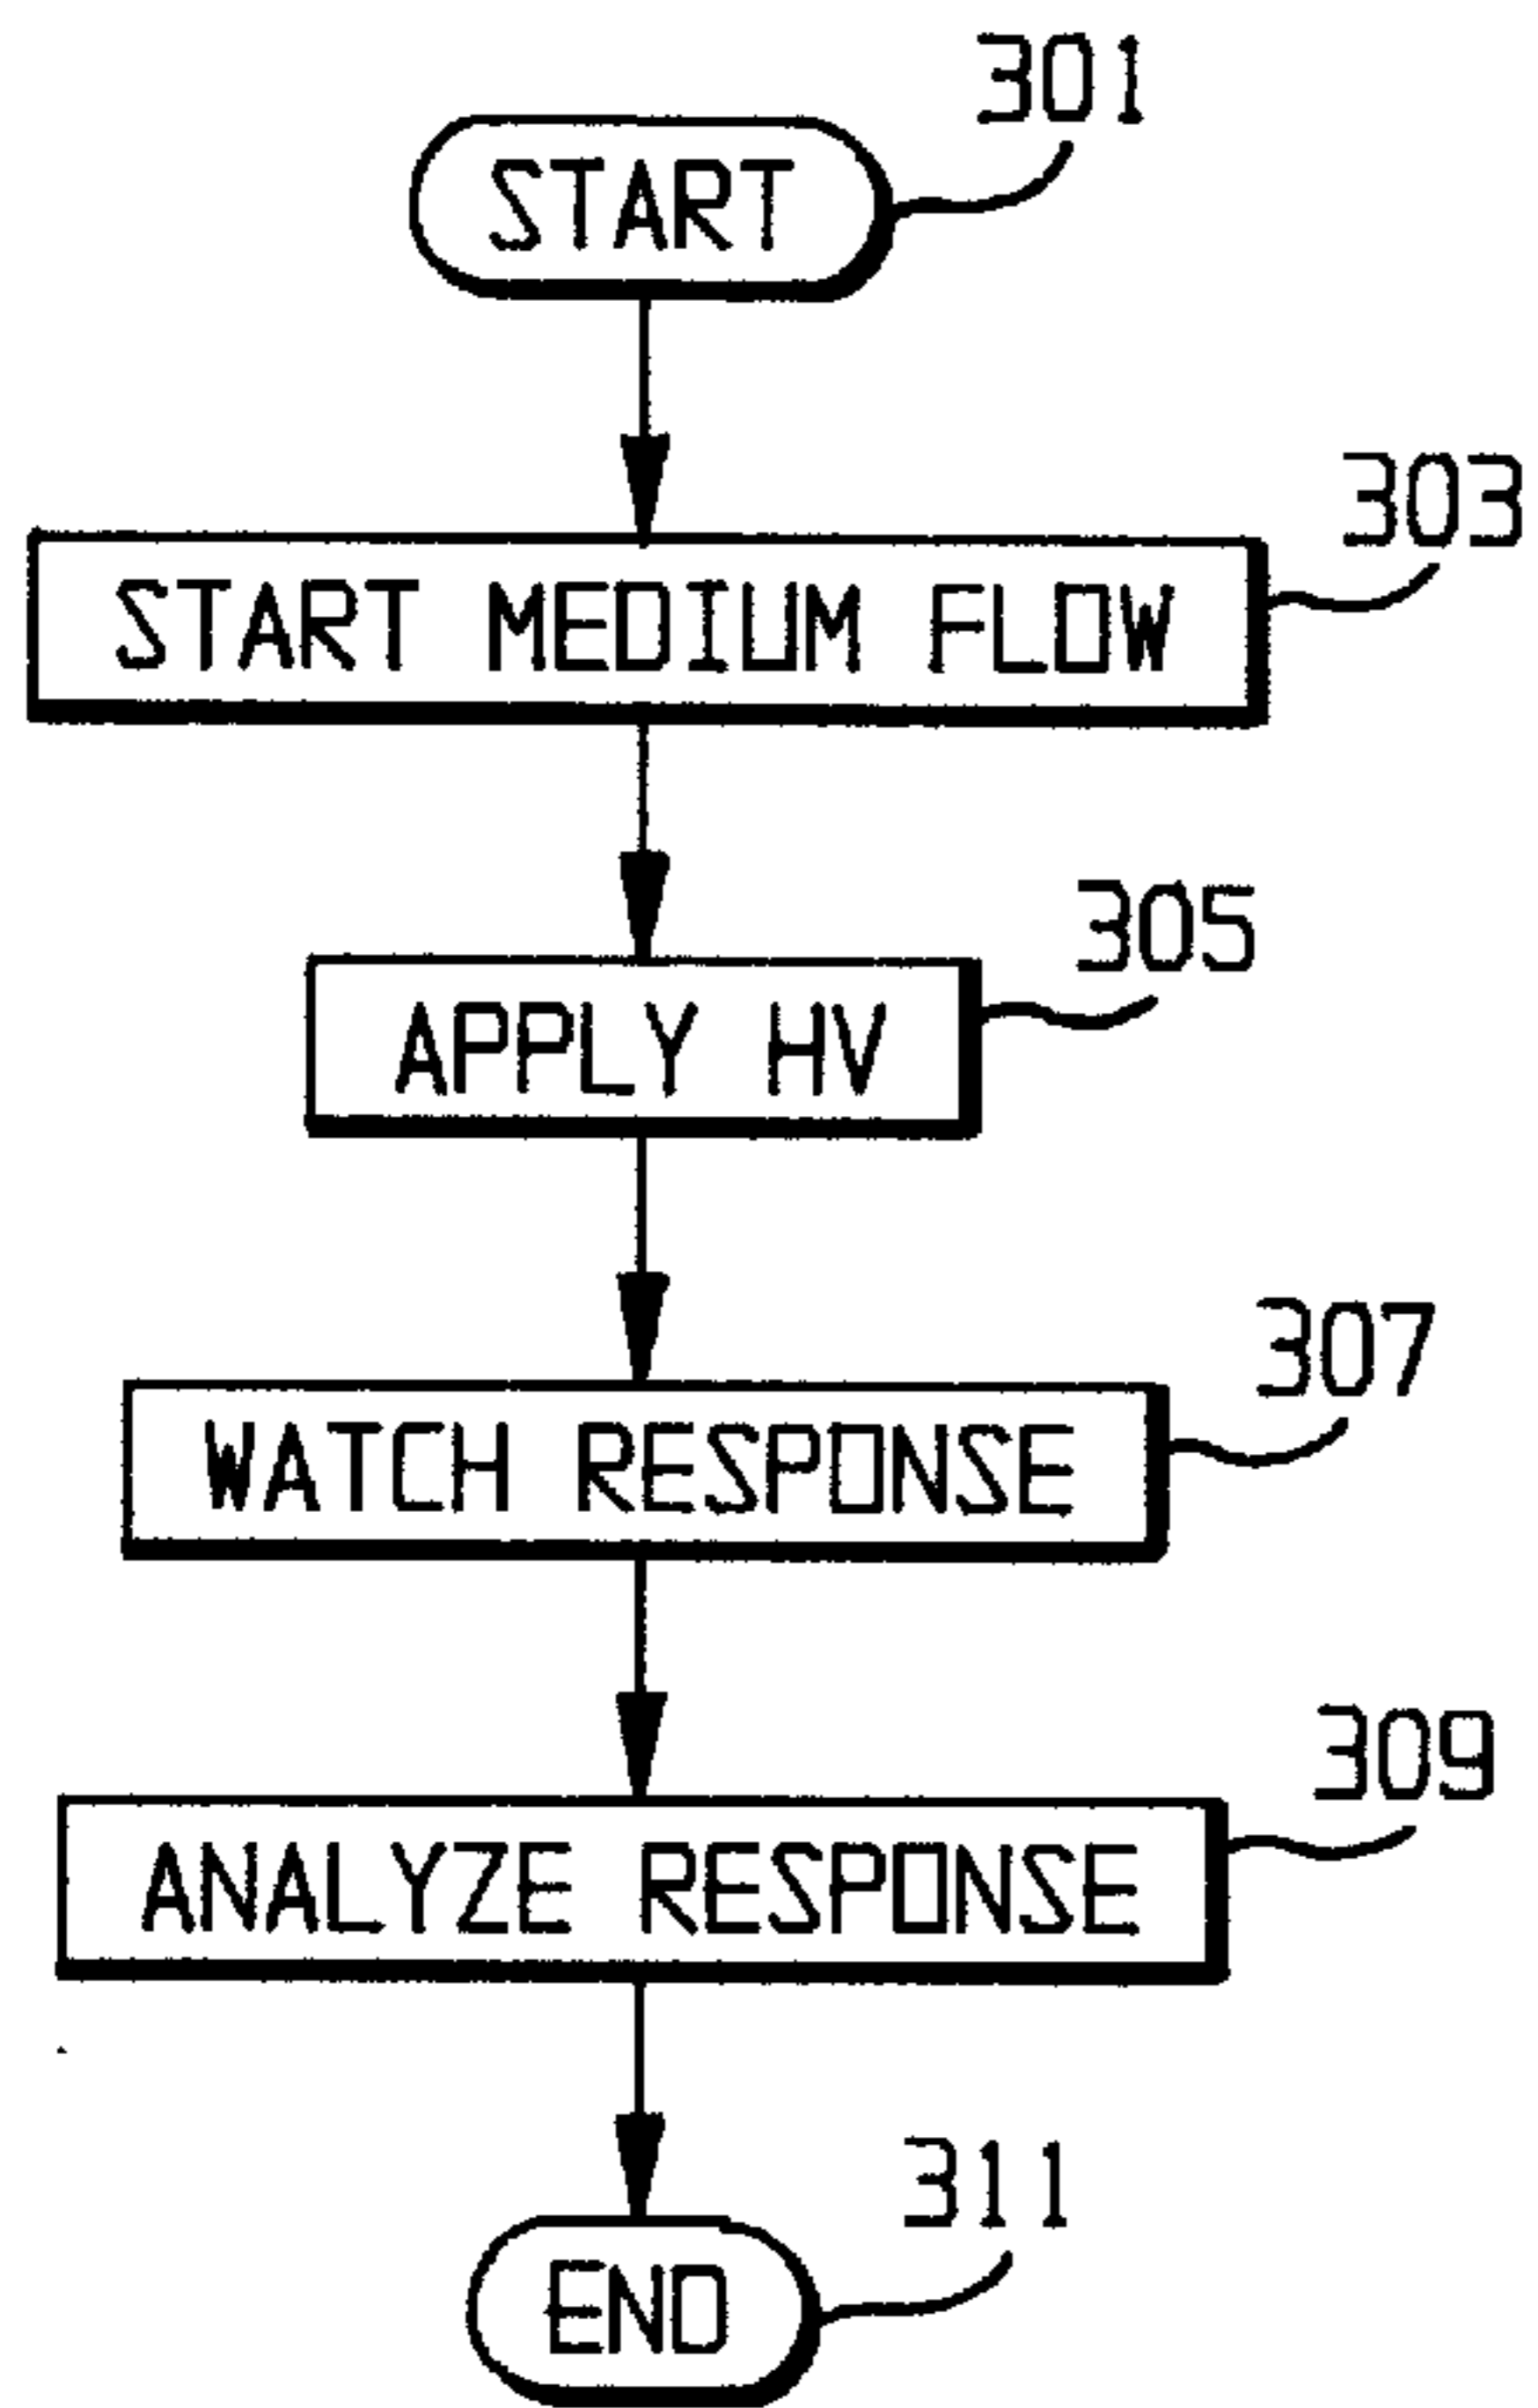 301
START
303
START MEDIUM FLOW
305
APPLY HV
307
WATCH RESPONSE
309
ANALYZE RESPONSE
311
END